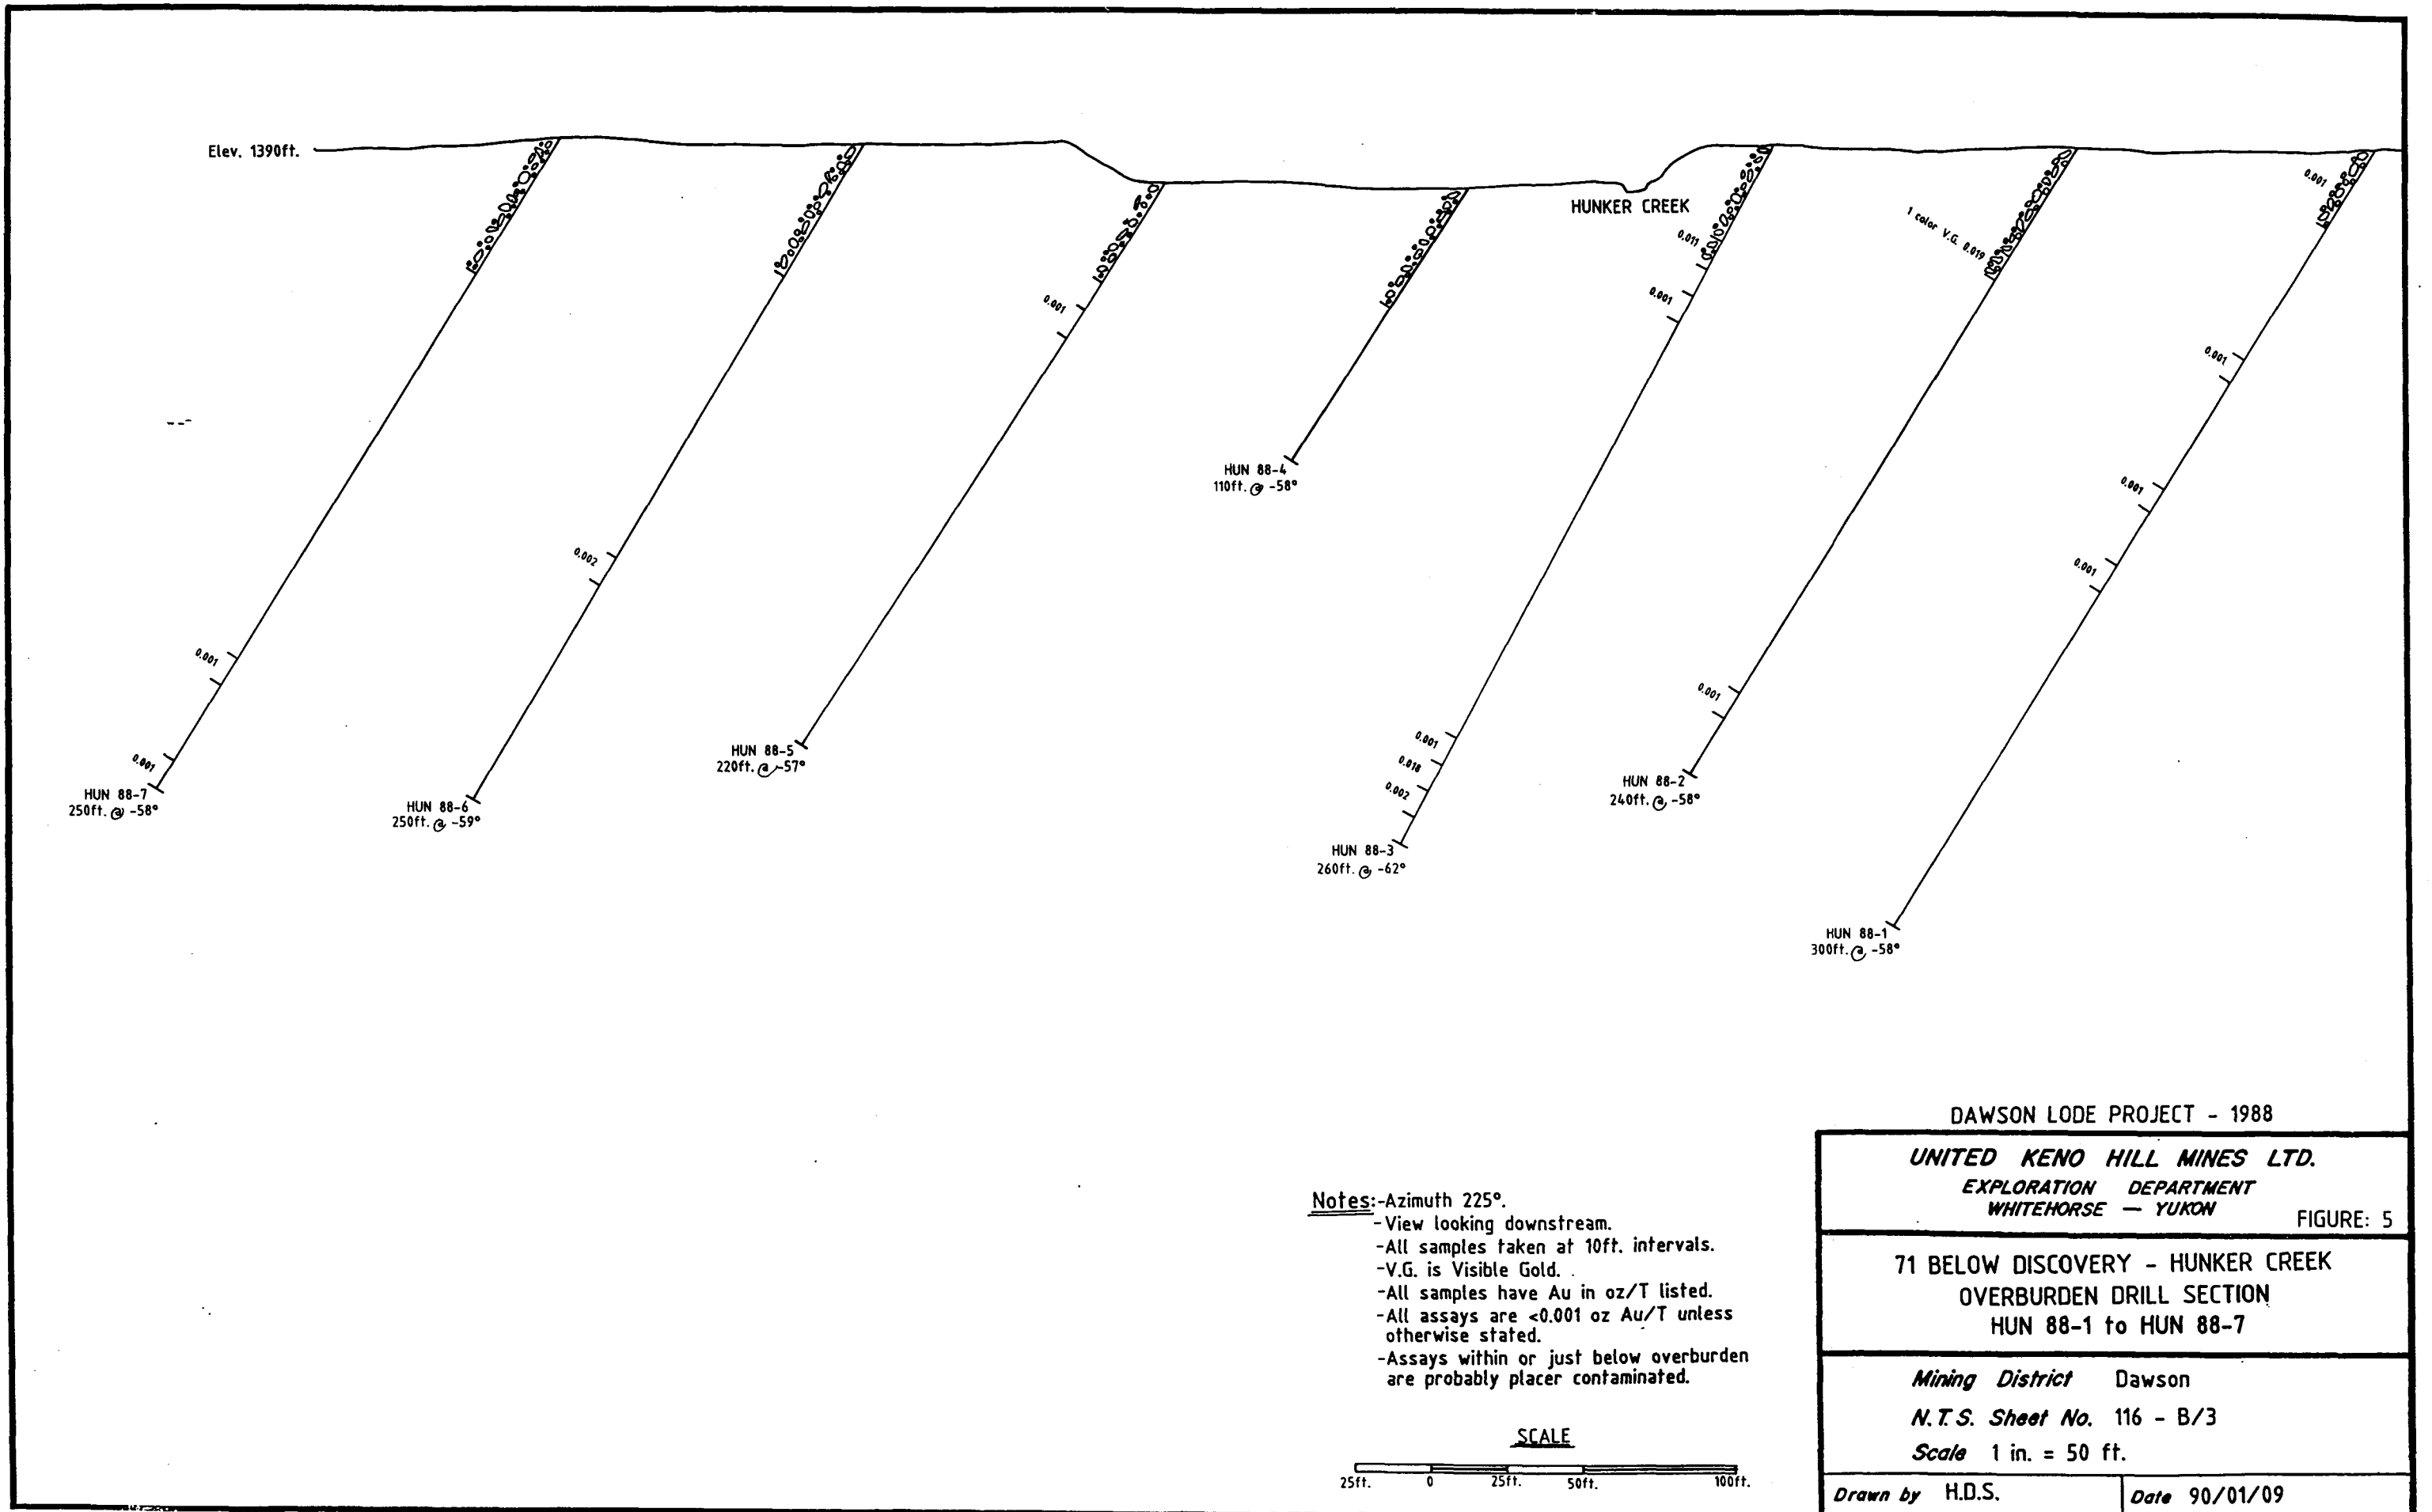 Elev. 1390ft.
HUNKER CREEK
0.001
0.001
HUN 88-7
250ft. @ -58°
0.002
HUN 88-6
250ft. @ -59°
0.001
HUN 88-5
220ft. @ -57°
HUN 88-4
110ft. @ -58°
0.011
0.001
0.001
0.018
0.002
HUN 88-3
260ft. @ -62°
1 color V.G. 0.019
0.001
HUN 88-2
240ft. @ -58°
0.001
0.001
0.001
0.001
HUN 88-1
300ft. @ -58°
Notes:-Azimuth 225°.
-View looking downstream.
-All samples taken at 10ft. intervals.
-V.G. is Visible Gold.
-All samples have Au in oz/T listed.
-All assays are <0.001 oz Au/T unless
otherwise stated.
-Assays within or just below overburden
are probably placer contaminated.
SCALE
25ft. 0 25ft. 50ft. 100ft.
DAWSON LODE PROJECT - 1988
UNITED KENO HILL MINES LTD.
EXPLORATION DEPARTMENT
WHITEHORSE — YUKON
FIGURE: 5
71 BELOW DISCOVERY - HUNKER CREEK
OVERBURDEN DRILL SECTION
HUN 88-1 to HUN 88-7
Mining District Dawson
N.T.S. Sheet No. 116 - B/3
Scale 1 in. = 50 ft.
Drawn by H.D.S.
Date 90/01/09